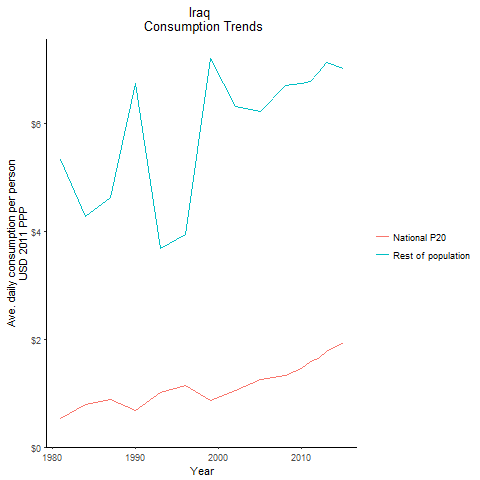 Iraq
Consumption Trends
Ave. daily consumption per person
USD 2011 PPP
$6
$4
$2
$0
1980
1990
2000
2010
Year
National P20
Rest of population